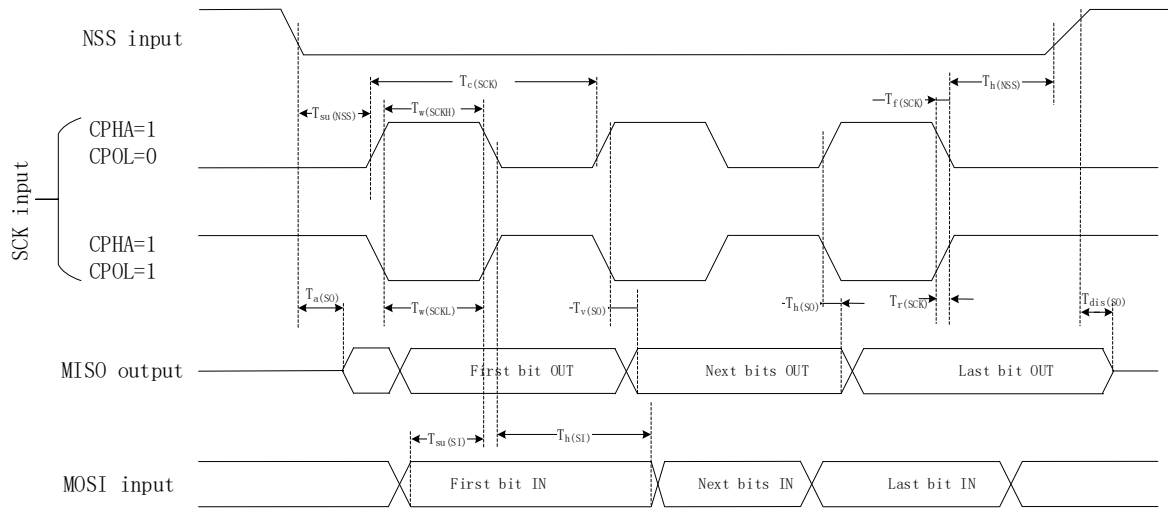 NSS input
Tc(SCK)
Th(NSS)
Tf(SCK)
Tsu(NSS)
Tw(SCKH)
SCK input
CPHA=1
CPOL=0
CPHA=1
CPOL=1
Ta(SO)
Tw(SCKL)
Tv(SO)
Th(SO)
Tr(SCK)
Tdis(SO)
MISO output
First bit OUT
Next bits OUT
Last bit OUT
Tsu(SI)
Th(SI)
MOSI input
First bit IN
Next bits IN
Last bit IN